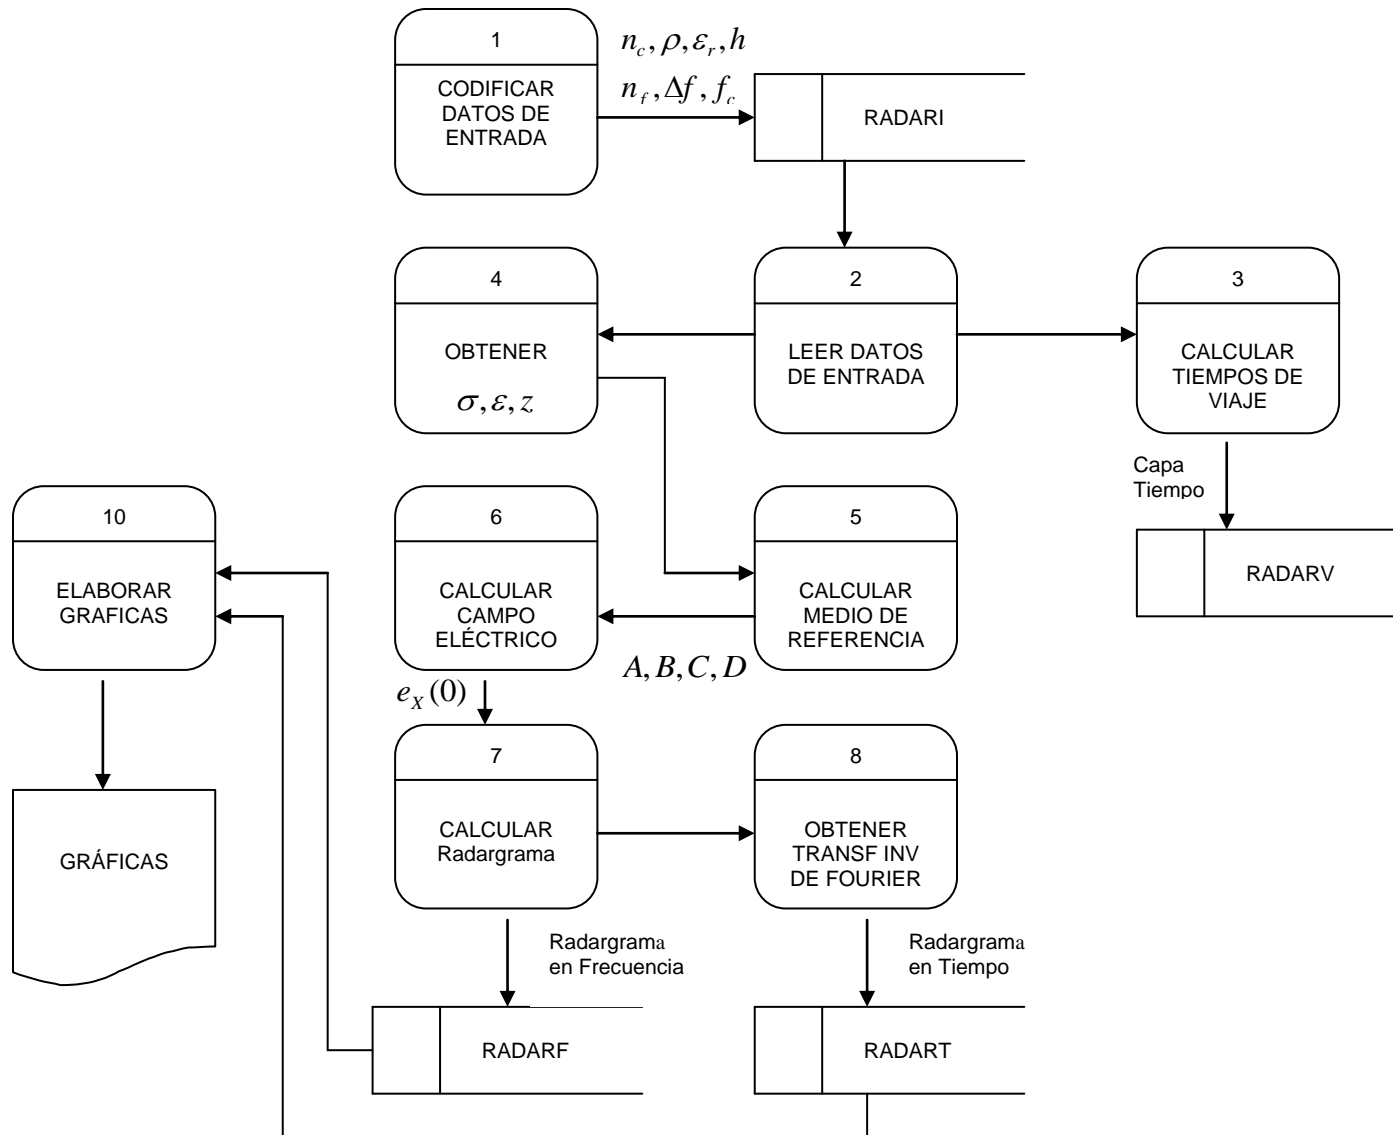 1
CODIFICAR
DATOS DE
ENTRADA
n_c, ρ, ε_r, h
n_f, Δf, f_c
RADARI
4
OBTENER
σ, ε, z
2
LEER DATOS
DE ENTRADA
3
CALCULAR
TIEMPOS DE
VIAJE
Capa
Tiempo
RADARV
10
ELABORAR
GRAFICAS
6
CALCULAR
CAMPO
ELÉCTRICO
5
CALCULAR
MEDIO DE
REFERENCIA
A, B, C, D
e_X(0)
7
CALCULAR
Radargrama
8
OBTENER
TRANSF INV
DE FOURIER
GRÁFICAS
Radargrama
en Frecuencia
Radargrama
en Tiempo
RADARF
RADART